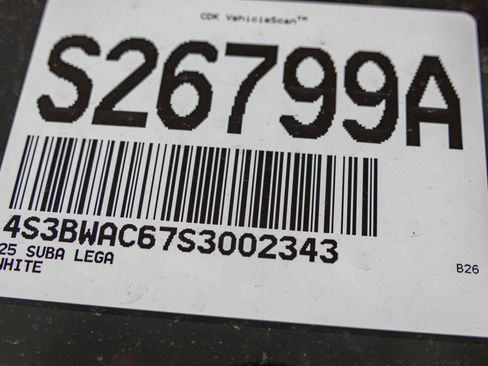 CDK VehicleScan™
S26799A
4S3BWAC67S3002343
25 SUBA LEGA
WHITE
B26